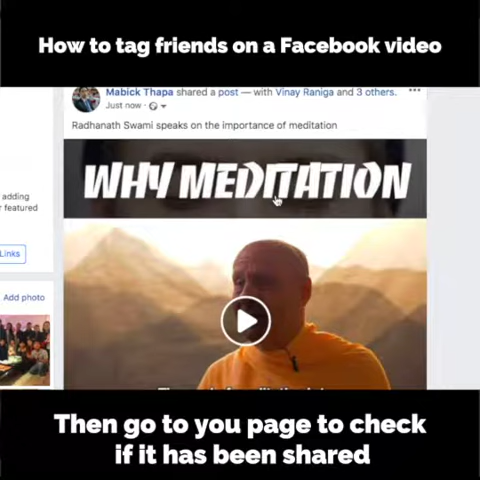 How to tag friends on a Facebook video
Mabick Thapa shared a post — with Vinay Raniga and 3 others.
Just now ·
Radhanath Swami speaks on the importance of meditation
WHY MEDITATION
adding
featured
Links
Add photo
Then go to you page to check
if it has been shared